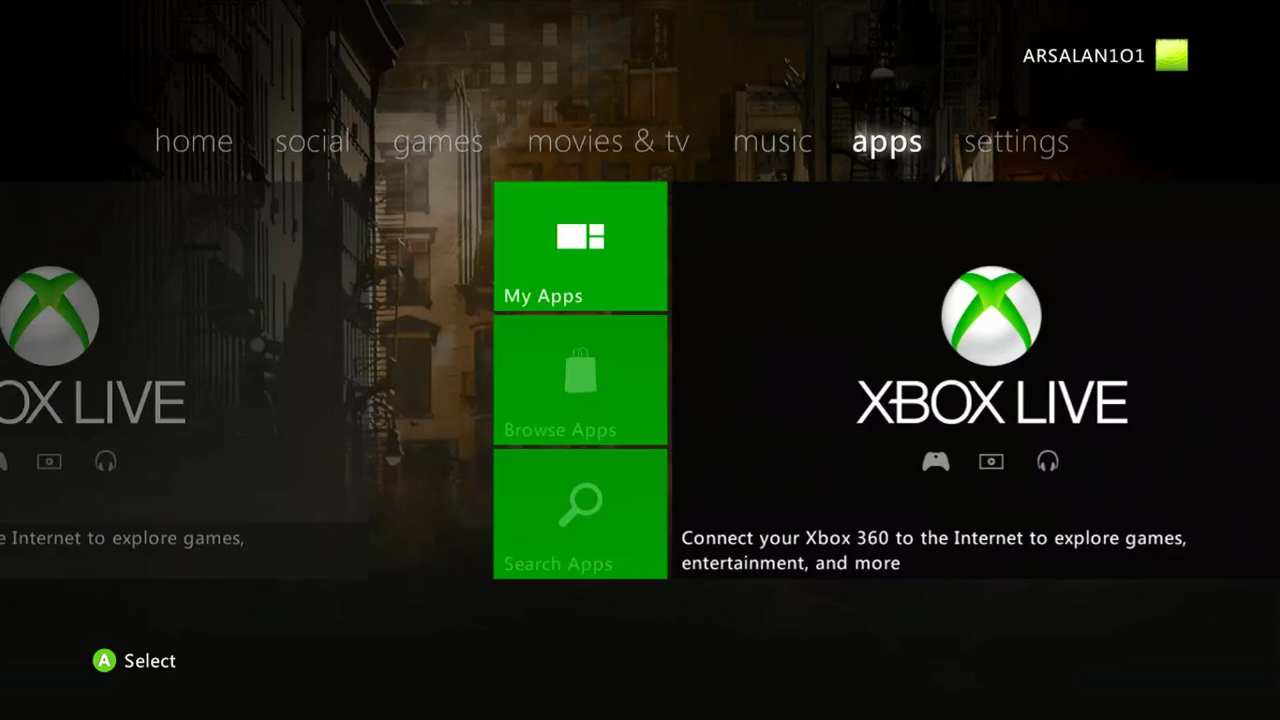 ARSALAN1O1
home social games movies & tv music apps settings
My Apps
Browse Apps
Search Apps
OX LIVE
e Internet to explore games,
XBOX LIVE
Connect your Xbox 360 to the Internet to explore games,
entertainment, and more
A Select